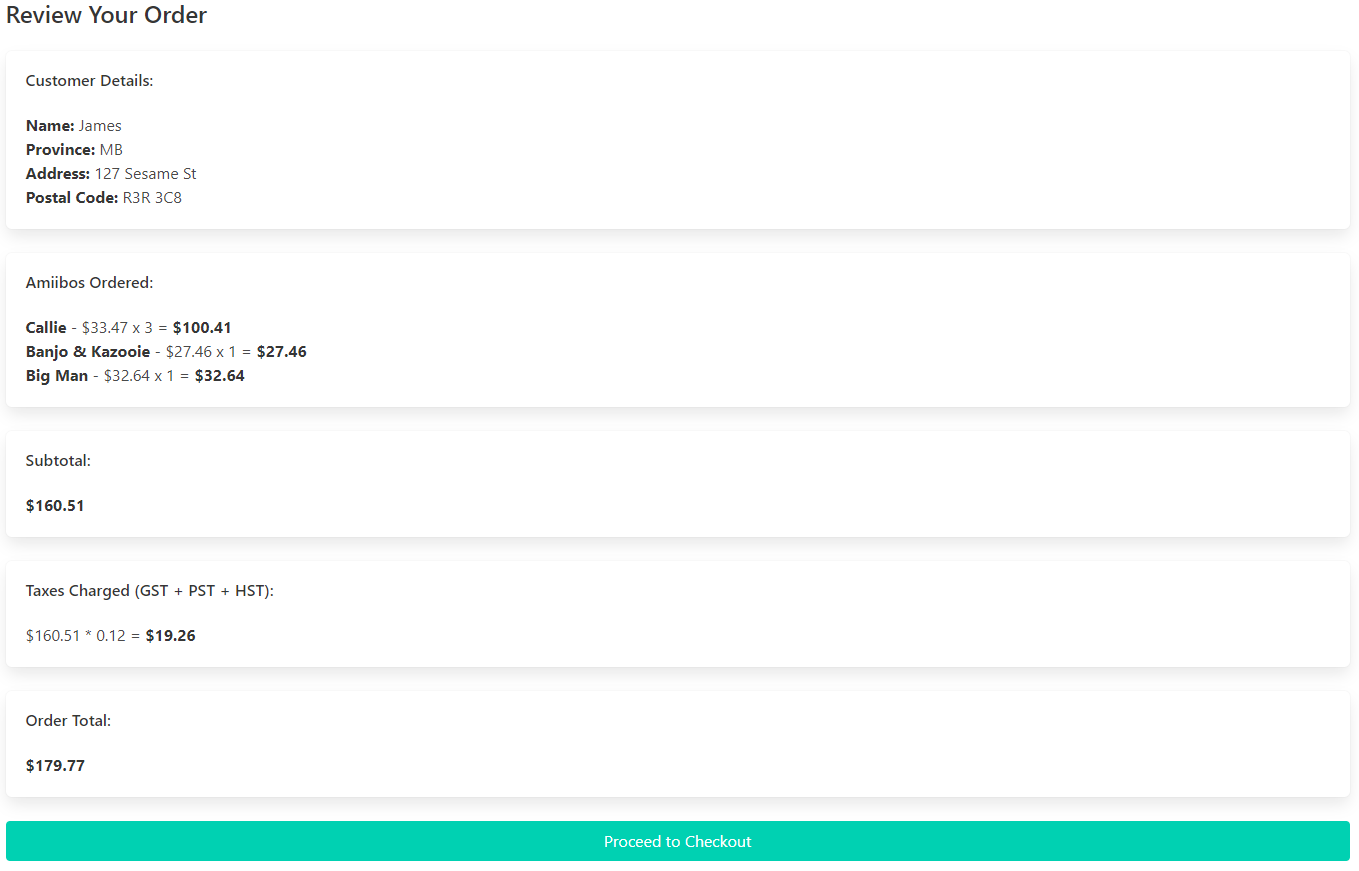 Review Your Order
Customer Details:
Name: James
Province: MB
Address: 127 Sesame St
Postal Code: R3R 3C8
Amiibos Ordered:
Callie - $33.47 x 3 = $100.41
Banjo & Kazooie - $27.46 x 1 = $27.46
Big Man - $32.64 x 1 = $32.64
Subtotal:
$160.51
Taxes Charged (GST + PST + HST):
$160.51 * 0.12 = $19.26
Order Total:
$179.77
Proceed to Checkout